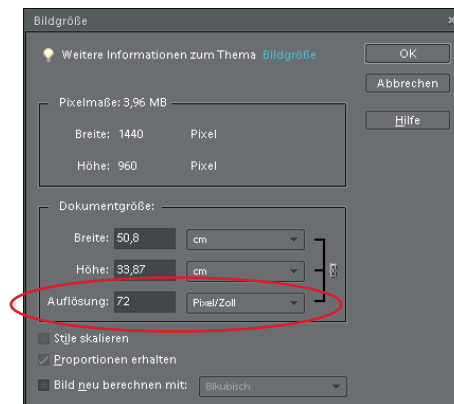 Bildgröße
Weitere Informationen zum Thema Bildgröße
OK
Abbrechen
Hilfe
Pixelmaße: 3,96 MB
Breite: 1440 Pixel
Höhe: 960 Pixel
Dokumentgröße:
Breite: 50,8 cm
Höhe: 33,87 cm
Auflösung: 72 Pixel/Zoll
Stile skalieren
Proportionen erhalten
Bild neu berechnen mit: Bikubisch